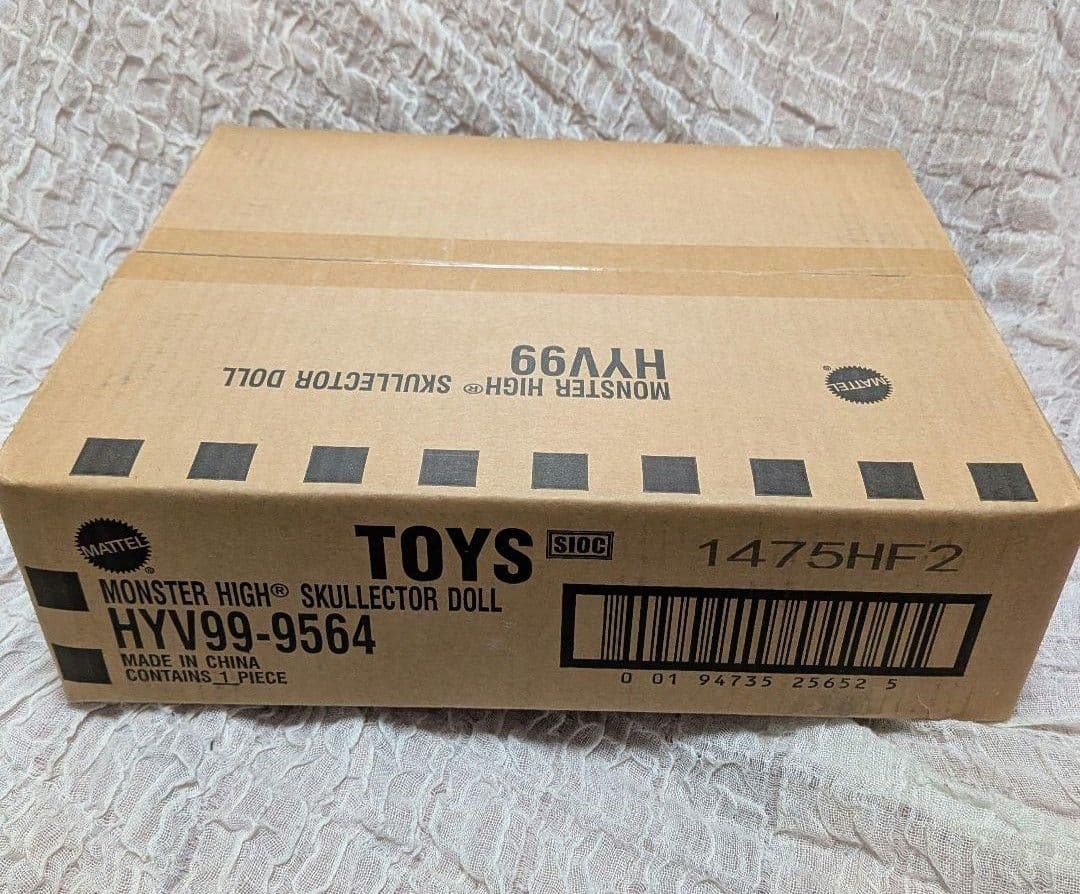 HYV99
MONSTER HIGH® SKULLECTOR DOLL
MATTEL®
MATTEL®
TOYS
SIOC
1475HF2
MONSTER HIGH® SKULLECTOR DOLL
HYV99-9564
MADE IN CHINA
CONTAINS 1 PIECE
0 01 94735 25652 5